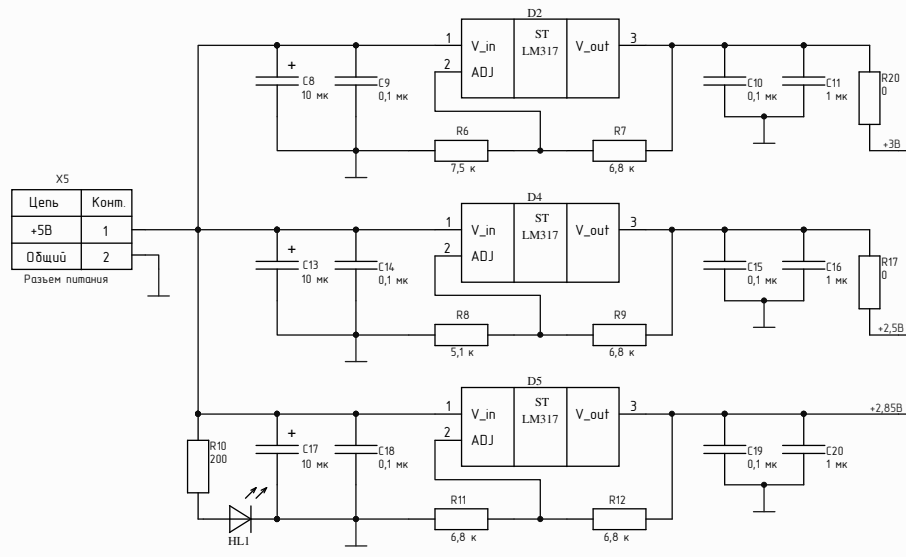 D2
1
V_in
ST
LM317
V_out
3
2
ADJ
+
C8
10 мк
C9
0,1 мк
C10
0,1 мк
C11
1 мк
R20
0
R6
7,5 к
R7
6,8 к
+3В
X5
Цепь
Конт.
+5В
1
Общий
2
Разъем питания
D4
1
V_in
ST
LM317
V_out
3
2
ADJ
+
C13
10 мк
C14
0,1 мк
C15
0,1 мк
C16
1 мк
R17
0
R8
5,1 к
R9
6,8 к
+2,5В
D5
1
V_in
ST
LM317
V_out
3
+2,85В
2
ADJ
R10
200
+
C17
10 мк
C18
0,1 мк
C19
0,1 мк
C20
1 мк
R11
6,8 к
R12
6,8 к
HL1